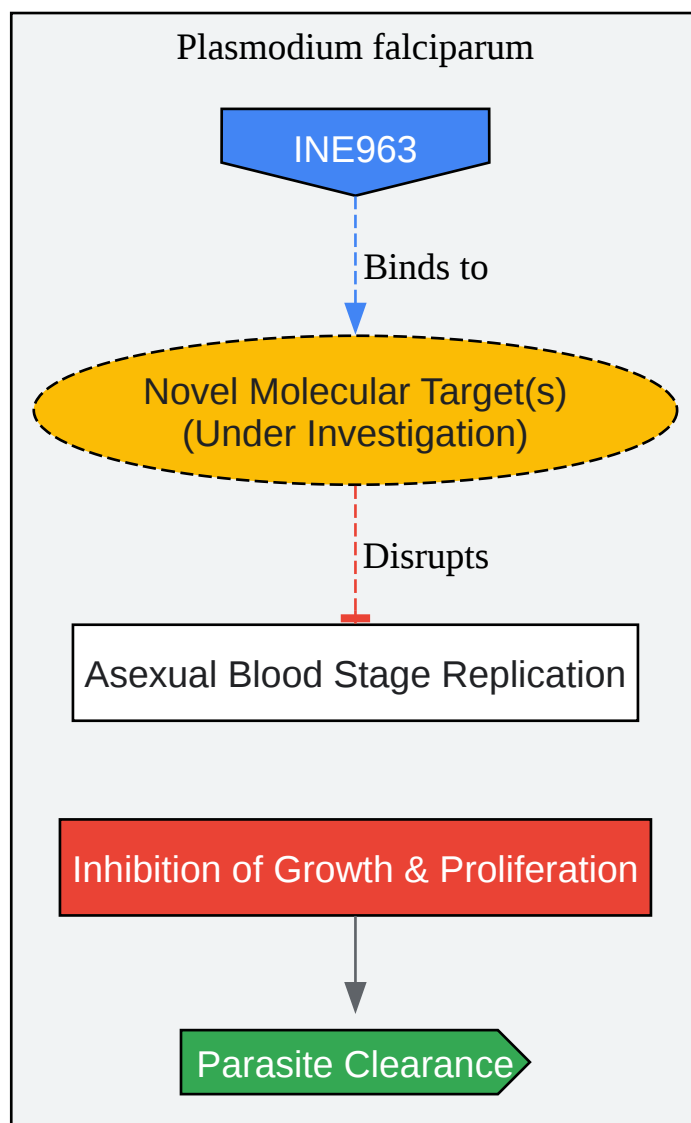 Plasmodium falciparum
INE963
Binds to
Novel Molecular Target(s)
(Under Investigation)
Disrupts
Asexual Blood Stage Replication
Inhibition of Growth & Proliferation
Parasite Clearance